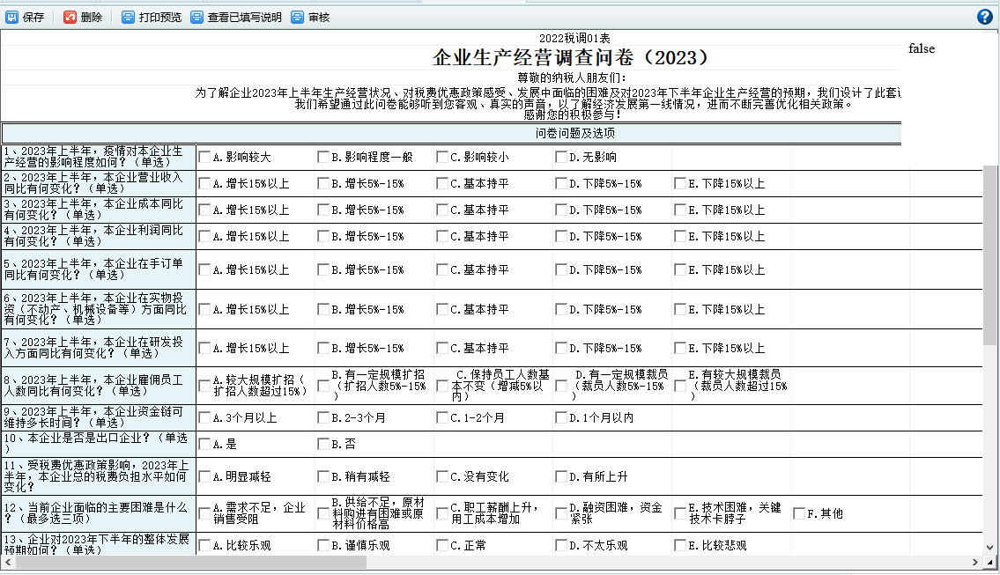 保存 删除 打印预览 查看已填写说明 审核
2022税调01表
false
企业生产经营调查问卷（2023）
尊敬的纳税人朋友们：
为了解企业2023年上半年生产经营状况、对税费优惠政策感受、发展中面临的困难及对2023年下半年企业生产经营的预期，我们设计了此套
我们希望通过此问卷能够听到您客观、真实的声音，以了解经济发展第一线情况，进而不断完善优化相关政策。
感谢您的积极参与！
问卷问题及选项
1、2023年上半年，疫情对本企业生
产经营的影响程度如何？（单选）
A.影响较大 B.影响程度一般 C.影响较小 D.无影响
2、2023年上半年，本企业营业收入
同比有何变化？（单选）
A.增长15%以上 B.增长5%-15% C.基本持平 D.下降5%-15% E.下降15%以上
3、2023年上半年，本企业成本同比
有何变化？（单选）
A.增长15%以上 B.增长5%-15% C.基本持平 D.下降5%-15% E.下降15%以上
4、2023年上半年，本企业利润同比
有何变化？（单选）
A.增长15%以上 B.增长5%-15% C.基本持平 D.下降5%-15% E.下降15%以上
5、2023年上半年，本企业在手订单
同比有何变化？（单选）
A.增长15%以上 B.增长5%-15% C.基本持平 D.下降5%-15% E.下降15%以上
6、2023年上半年，本企业在实物投
资（不动产、机械设备等）方面同比
有何变化？（单选）
A.增长15%以上 B.增长5%-15% C.基本持平 D.下降5%-15% E.下降15%以上
7、2023年上半年，本企业在研发投
入方面同比有何变化？（单选）
A.增长15%以上 B.增长5%-15% C.基本持平 D.下降5%-15% E.下降15%以上
8、2023年上半年，本企业雇佣员工
人数同比有何变化？（单选）
A.较大规模扩招（
扩招人数超过15%）
B.有一定规模扩招
（扩招人数5%-15%
）
C.保持员工人数基
本不变（增减5%以
内）
D.有一定规模裁员
（裁员人数5%-15%
）
E.有较大规模裁员
（裁员人数超过15%
）
9、2023年上半年，本企业资金链可
维持多长时间？（单选）
A.3个月以上 B.2-3个月 C.1-2个月 D.1个月以内
10、本企业是否是出口企业？（单选
）
A.是 B.否
11、受税费优惠政策影响，2023年上
半年，本企业总的税费负担水平如何
变化？
A.明显减轻 B.稍有减轻 C.没有变化 D.有所上升
12、当前企业面临的主要困难是什么
？（最多选三项）
A.需求不足，企业
销售受阻
B.供给不足，原材
料购进有困难或原
材料价格高
C.职工薪酬上升，
用工成本增加
D.融资困难，资金
紧张
E.技术困难，关键
技术卡脖子
F.其他
13、企业对2023年下半年的整体发展
预期如何？（单选）
A.比较乐观 B.谨慎乐观 C.正常 D.不太乐观 E.比较悲观